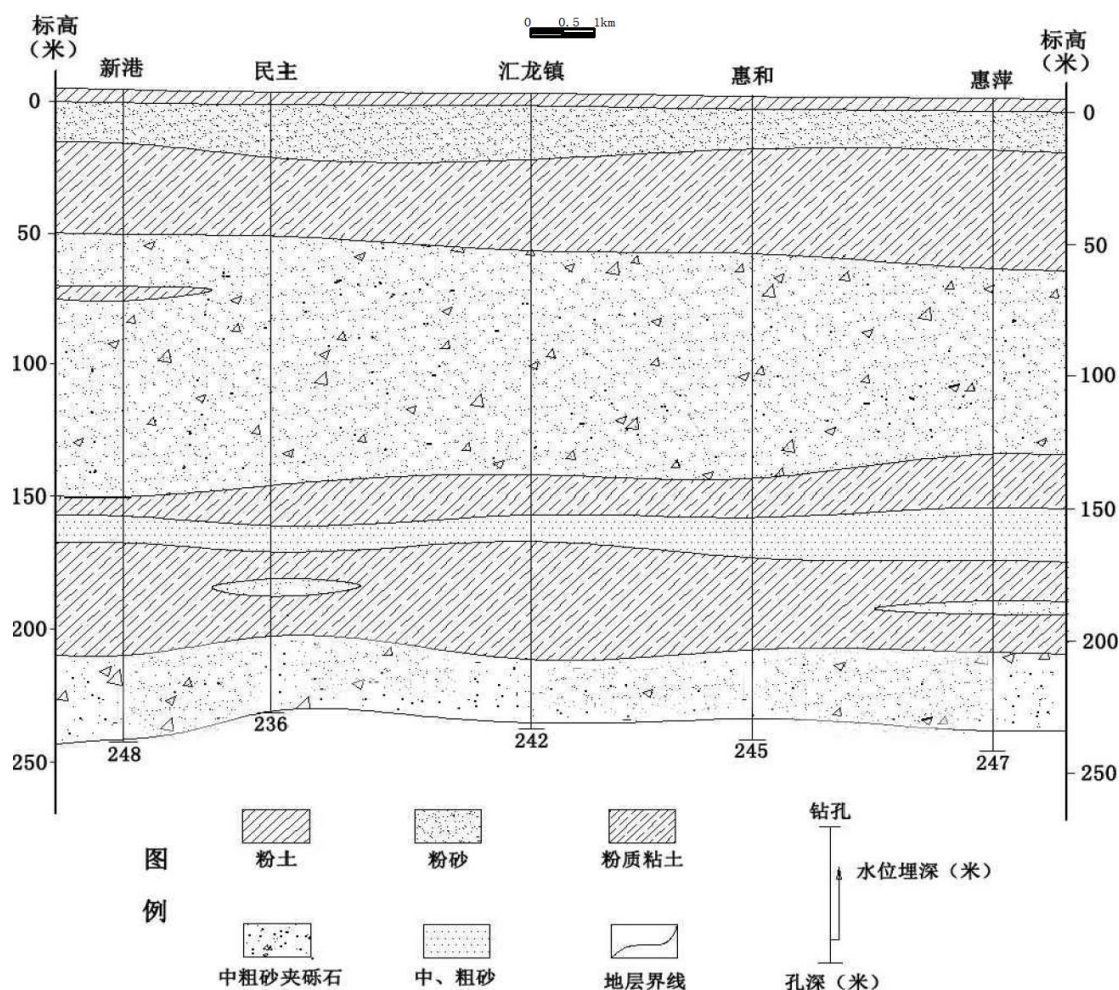 0 0.5 1km
标高
（米）
新港
民主
汇龙镇
惠和
惠萍
标高
（米）
0
0
50
50
100
100
150
150
200
200
250
250
248
236
242
245
247
图
例
粉土
粉砂
粉质粘土
钻孔
水位埋深（米）
中粗砂夹砾石
中、粗砂
地层界线
孔深（米）